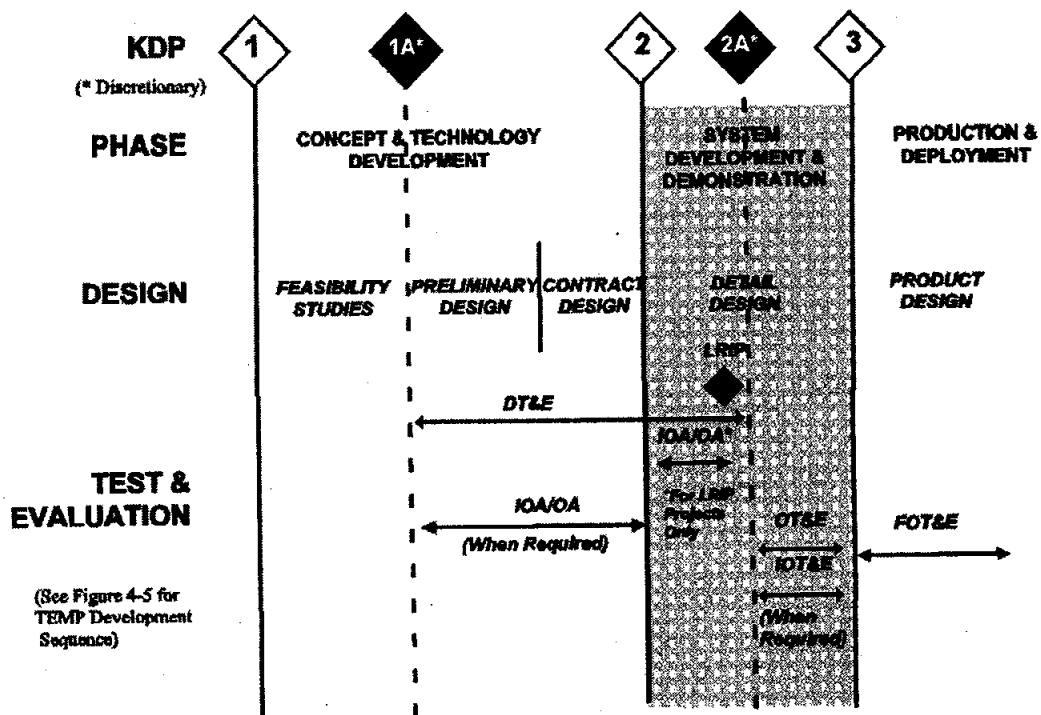 KDP
(* Discretionary)
1
1A*
2
2A*
3
PHASE
CONCEPT & TECHNOLOGY
DEVELOPMENT
SYSTEM
DEVELOPMENT &
DEMONSTRATION
PRODUCTION &
DEPLOYMENT
DESIGN
FEASIBILITY
STUDIES
PRELIMINARY
DESIGN
CONTRACT
DESIGN
DETAIL
DESIGN
PRODUCT
DESIGN
LRIP
DT&E
IOA/OA*
TEST &
EVALUATION
IOA/OA
(When Required)
*For LRIP
Projects
Only
OT&E
IOT&E
(When
Required)
FOT&E
(See Figure 4-5 for
TEMP Development
Sequence)